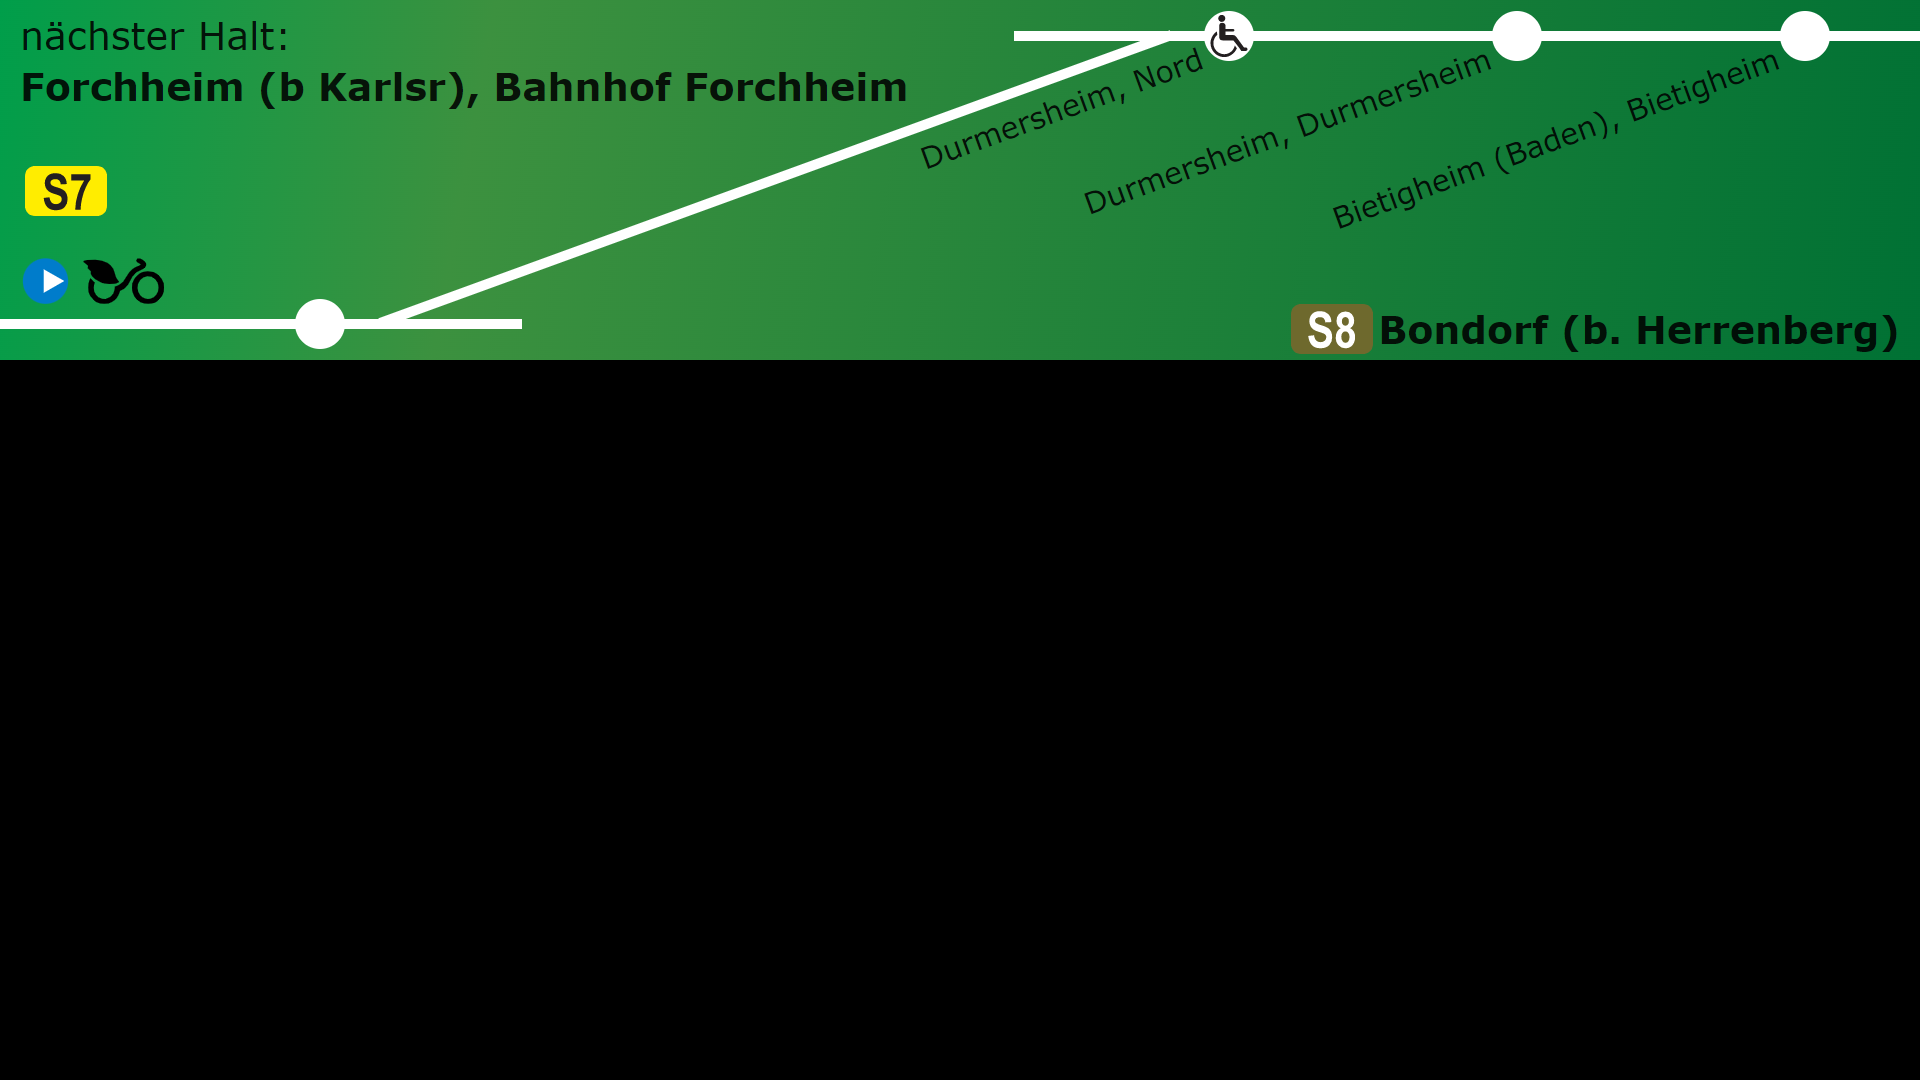 nächster Halt:
Forchheim (b Karlsr), Bahnhof Forchheim
S7
Durmersheim, Nord
Durmersheim, Durmersheim
Bietigheim (Baden), Bietigheim
S8 Bondorf (b. Herrenberg)